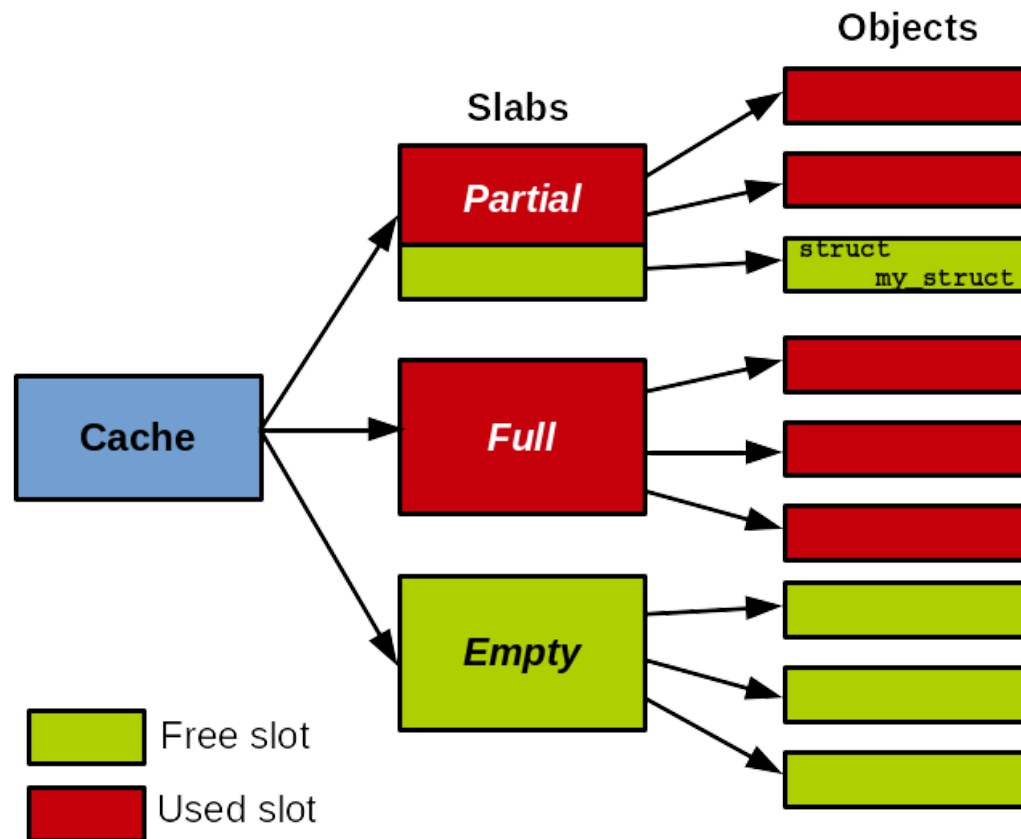 Objects
Slabs
Partial
struct
my_struct
Cache
Full
Empty
Free slot
Used slot